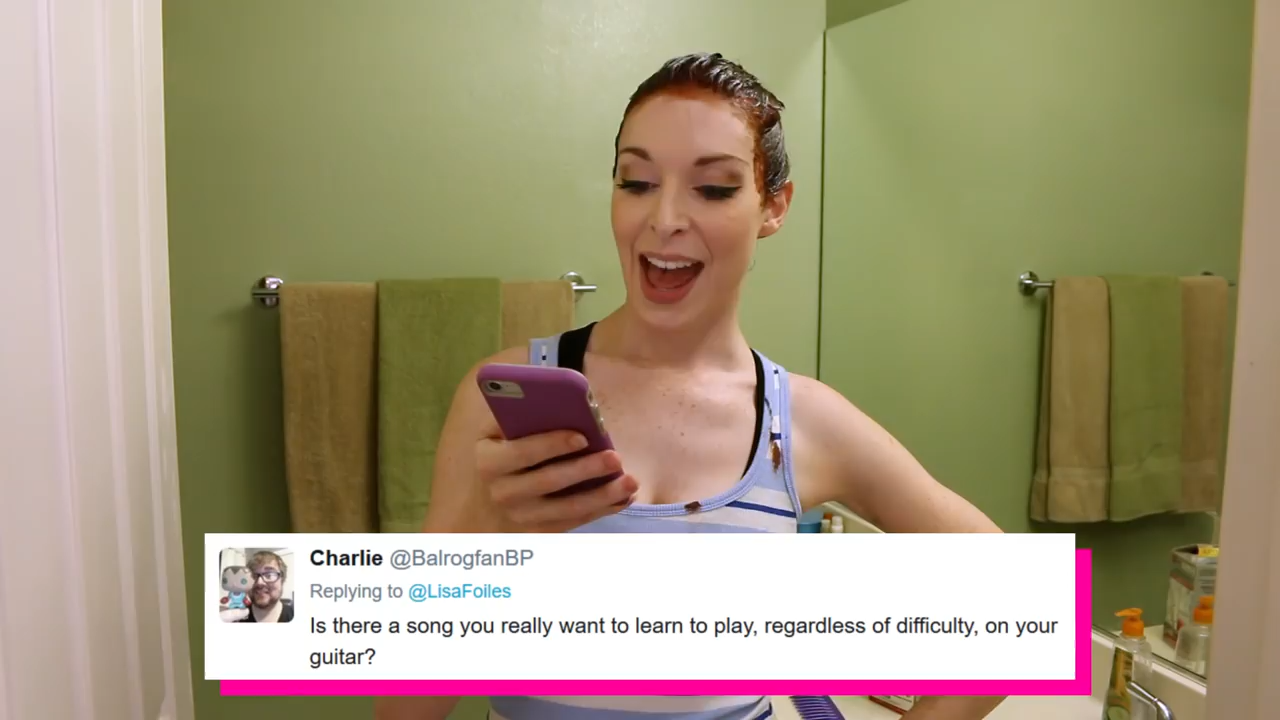 Charlie @BalrogfanBP
Replying to @LisaFoiles
Is there a song you really want to learn to play, regardless of difficulty, on your
guitar?